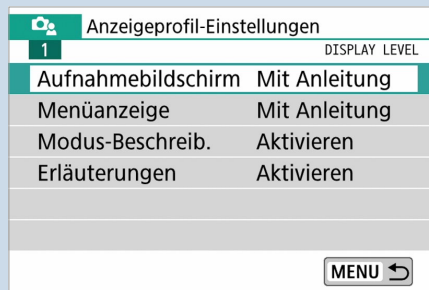 Anzeigeprofil-Einstellungen
1 DISPLAY LEVEL
Aufnahmebildschirm Mit Anleitung
Menüanzeige Mit Anleitung
Modus-Beschreib. Aktivieren
Erläuterungen Aktivieren
MENU